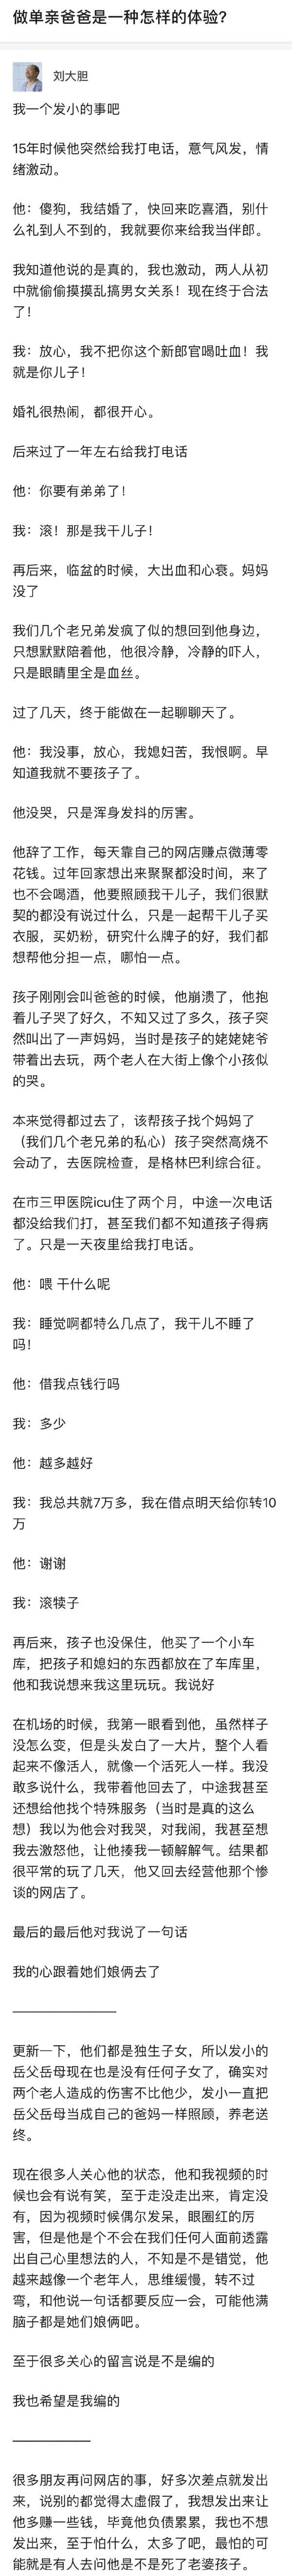 做单亲爸爸是一种怎样的体验?
刘大胆
我一个发小的事吧
15年时候他突然给我打电话，意气风发，情
绪激动。
他：傻狗，我结婚了，快回来吃喜酒，别什
么礼到人不到的，我就要你来给我当伴郎。
我知道他说的是真的，我也激动，两人从初
中就偷偷摸摸乱搞男女关系！现在终于合法
了！
我：放心，我不把你这个新郎官喝吐血！我
就是你儿子！
婚礼很热闹，都很开心。
后来过了一年左右给我打电话
他：你要有弟弟了！
我：滚！那是我干儿子！
再后来，临盆的时候，大出血和心衰。妈妈
没了
我们几个老兄弟发疯了似的想回到他身边，
只想默默陪着他，他很冷静，冷静的吓人，
只是眼睛里全是血丝。
过了几天，终于能做在一起聊聊天了。
他：我没事，放心，我媳妇苦，我恨啊。早
知道我就不要孩子了。
他没哭，只是浑身发抖的厉害。
他辞了工作，每天靠自己的网店赚点微薄零
花钱。过年回家想出来聚聚都没时间，来了
也不会喝酒，他要照顾我干儿子，我们很默
契的都没有说过什么，只是一起帮干儿子买
衣服，买奶粉，研究什么牌子的好，我们都
想帮他分担一点，哪怕一点。
孩子刚刚会叫爸爸的时候，他崩溃了，他抱
着儿子哭了好久，不知又过了多久，孩子突
然叫出了一声妈妈，当时是孩子的姥姥姥爷
带着出去玩，两个老人在大街上像个小孩似
的哭。
本来觉得都过去了，该帮孩子找个妈妈了
（我们几个老兄弟的私心）孩子突然高烧不
会动了，去医院检查，是格林巴利综合征。
在市三甲医院icu住了两个月，中途一次电话
都没给我们打，甚至我们都不知道孩子得病
了。只是一天夜里给我打电话。
他：喂 干什么呢
我：睡觉啊都特么几点了，我干儿不睡了
吗！
他：借我点钱行吗
我：多少
他：越多越好
我：我总共就7万多，我在借点明天给你转10
万
他：谢谢
我：滚犊子
再后来，孩子也没保住，他买了一个小车
库，把孩子和媳妇的东西都放在了车库里，
他和我说想来我这里玩玩。我说好
在机场的时候，我第一眼看到他，虽然样子
没怎么变，但是头发白了一大片，整个人看
起来不像活人，就像一个活死人一样。我没
敢多说什么，我带着他回去了，中途我甚至
还想给他找个特殊服务（当时是真的这么
想）我以为他会对我哭，对我闹，我甚至想
我去激怒他，让他揍我一顿解解气。结果都
很平常的玩了几天，他又回去经营他那个惨
谈的网店了。
最后的最后他对我说了一句话
我的心跟着她们娘俩去了
更新一下，他们都是独生子女，所以发小的
岳父岳母现在也是没有任何子女了，确实对
两个老人造成的伤害不比他少，发小一直把
岳父岳母当成自己的爸妈一样照顾，养老送
终。
现在很多人关心他的状态，他和我视频的时
候也会有说有笑，至于走没走出来，肯定没
有，因为视频时候偶尔发呆，眼圈红的厉
害，但是他是个不会在我们任何人面前透露
出自己心里想法的人，不知是不是错觉，他
越来越像一个老年人，思维缓慢，转不过
弯，和他说一句话都要反应一会，可能他满
脑子都是她们娘俩吧。
至于很多关心的留言说是不是编的
我也希望是我编的
很多朋友再问网店的事，好多次差点就发出
来，说别的都觉得太虚假了，我想发出来让
他多赚一些钱，毕竟他负债累累，我也不想
发出来，至于怕什么，太多了吧，最怕的可
能就是有人去问他是不是死了老婆孩子。